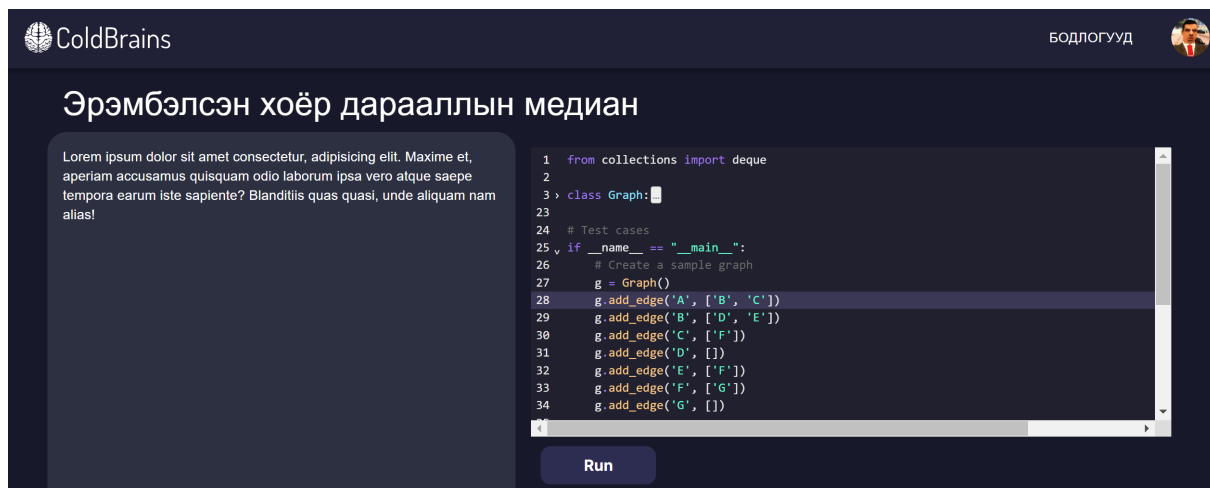 ColdBrains
БОДЛОГУУД
Эрэмбэлсэн хоёр дарааллын медиан
Lorem ipsum dolor sit amet consectetur, adipisicing elit. Maxime et,
aperiam accusamus quisquam odio laborum ipsa vero atque saepe
tempora earum iste sapiente? Blanditiis quas quasi, unde aliquam nam
alias!
1 from collections import deque
2
3 › class Graph:…
23
24 # Test cases
25 ⌄ if __name__ == "__main__":
26     # Create a sample graph
27     g = Graph()
28     g.add_edge('A', ['B', 'C'])
29     g.add_edge('B', ['D', 'E'])
30     g.add_edge('C', ['F'])
31     g.add_edge('D', [])
32     g.add_edge('E', ['F'])
33     g.add_edge('F', ['G'])
34     g.add_edge('G', [])
Run